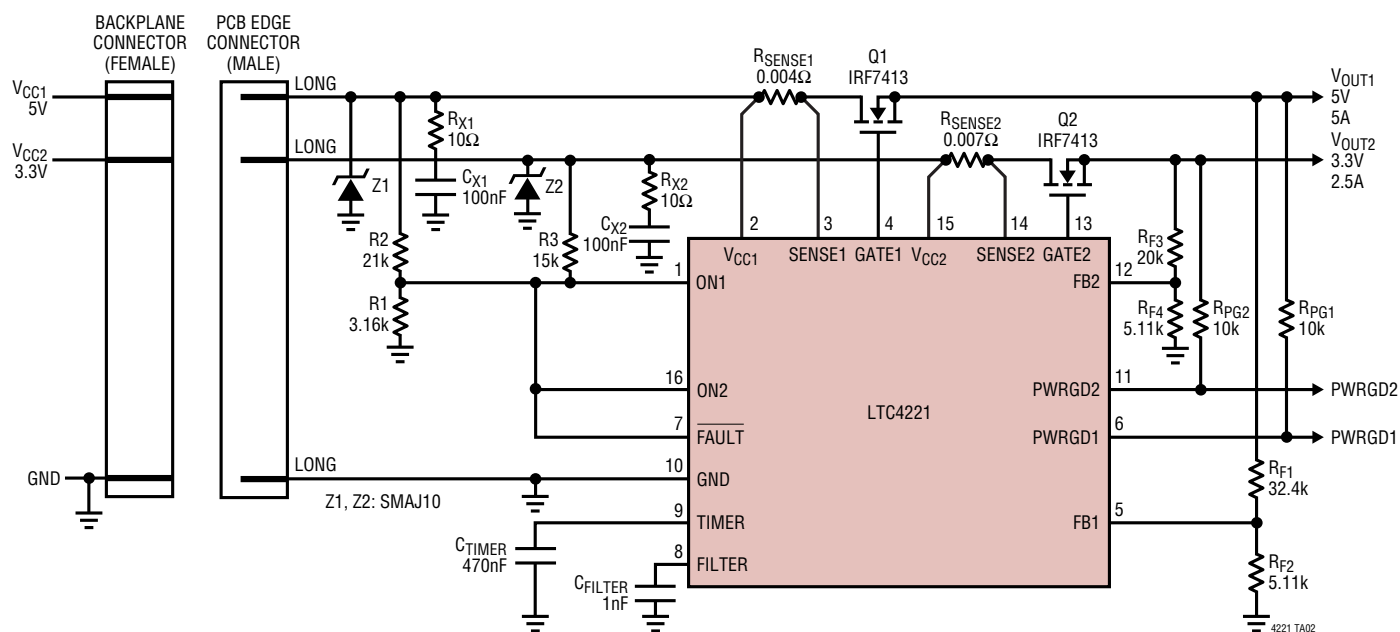 BACKPLANE
CONNECTOR
(FEMALE)
PCB EDGE
CONNECTOR
(MALE)
VCC1
5V
VCC2
3.3V
GND
LONG
LONG
LONG
Z1
R2
21k
R1
3.16k
RX1
10Ω
CX1
100nF
Z2
R3
15k
RX2
10Ω
CX2
100nF
RSENSE1
0.004Ω
Q1
IRF7413
RSENSE2
0.007Ω
Q2
IRF7413
VOUT1
5V
5A
VOUT2
3.3V
2.5A
2
3
4
15
14
13
VCC1
SENSE1
GATE1
VCC2
SENSE2
GATE2
1
ON1
16
ON2
7
FAULT
10
GND
9
TIMER
8
FILTER
LTC4221
12
FB2
11
PWRGD2
6
PWRGD1
5
FB1
RF3
20k
RF4
5.11k
RPG2
10k
RPG1
10k
PWRGD2
PWRGD1
RF1
32.4k
RF2
5.11k
Z1, Z2: SMAJ10
CTIMER
470nF
CFILTER
1nF
4221 TA02